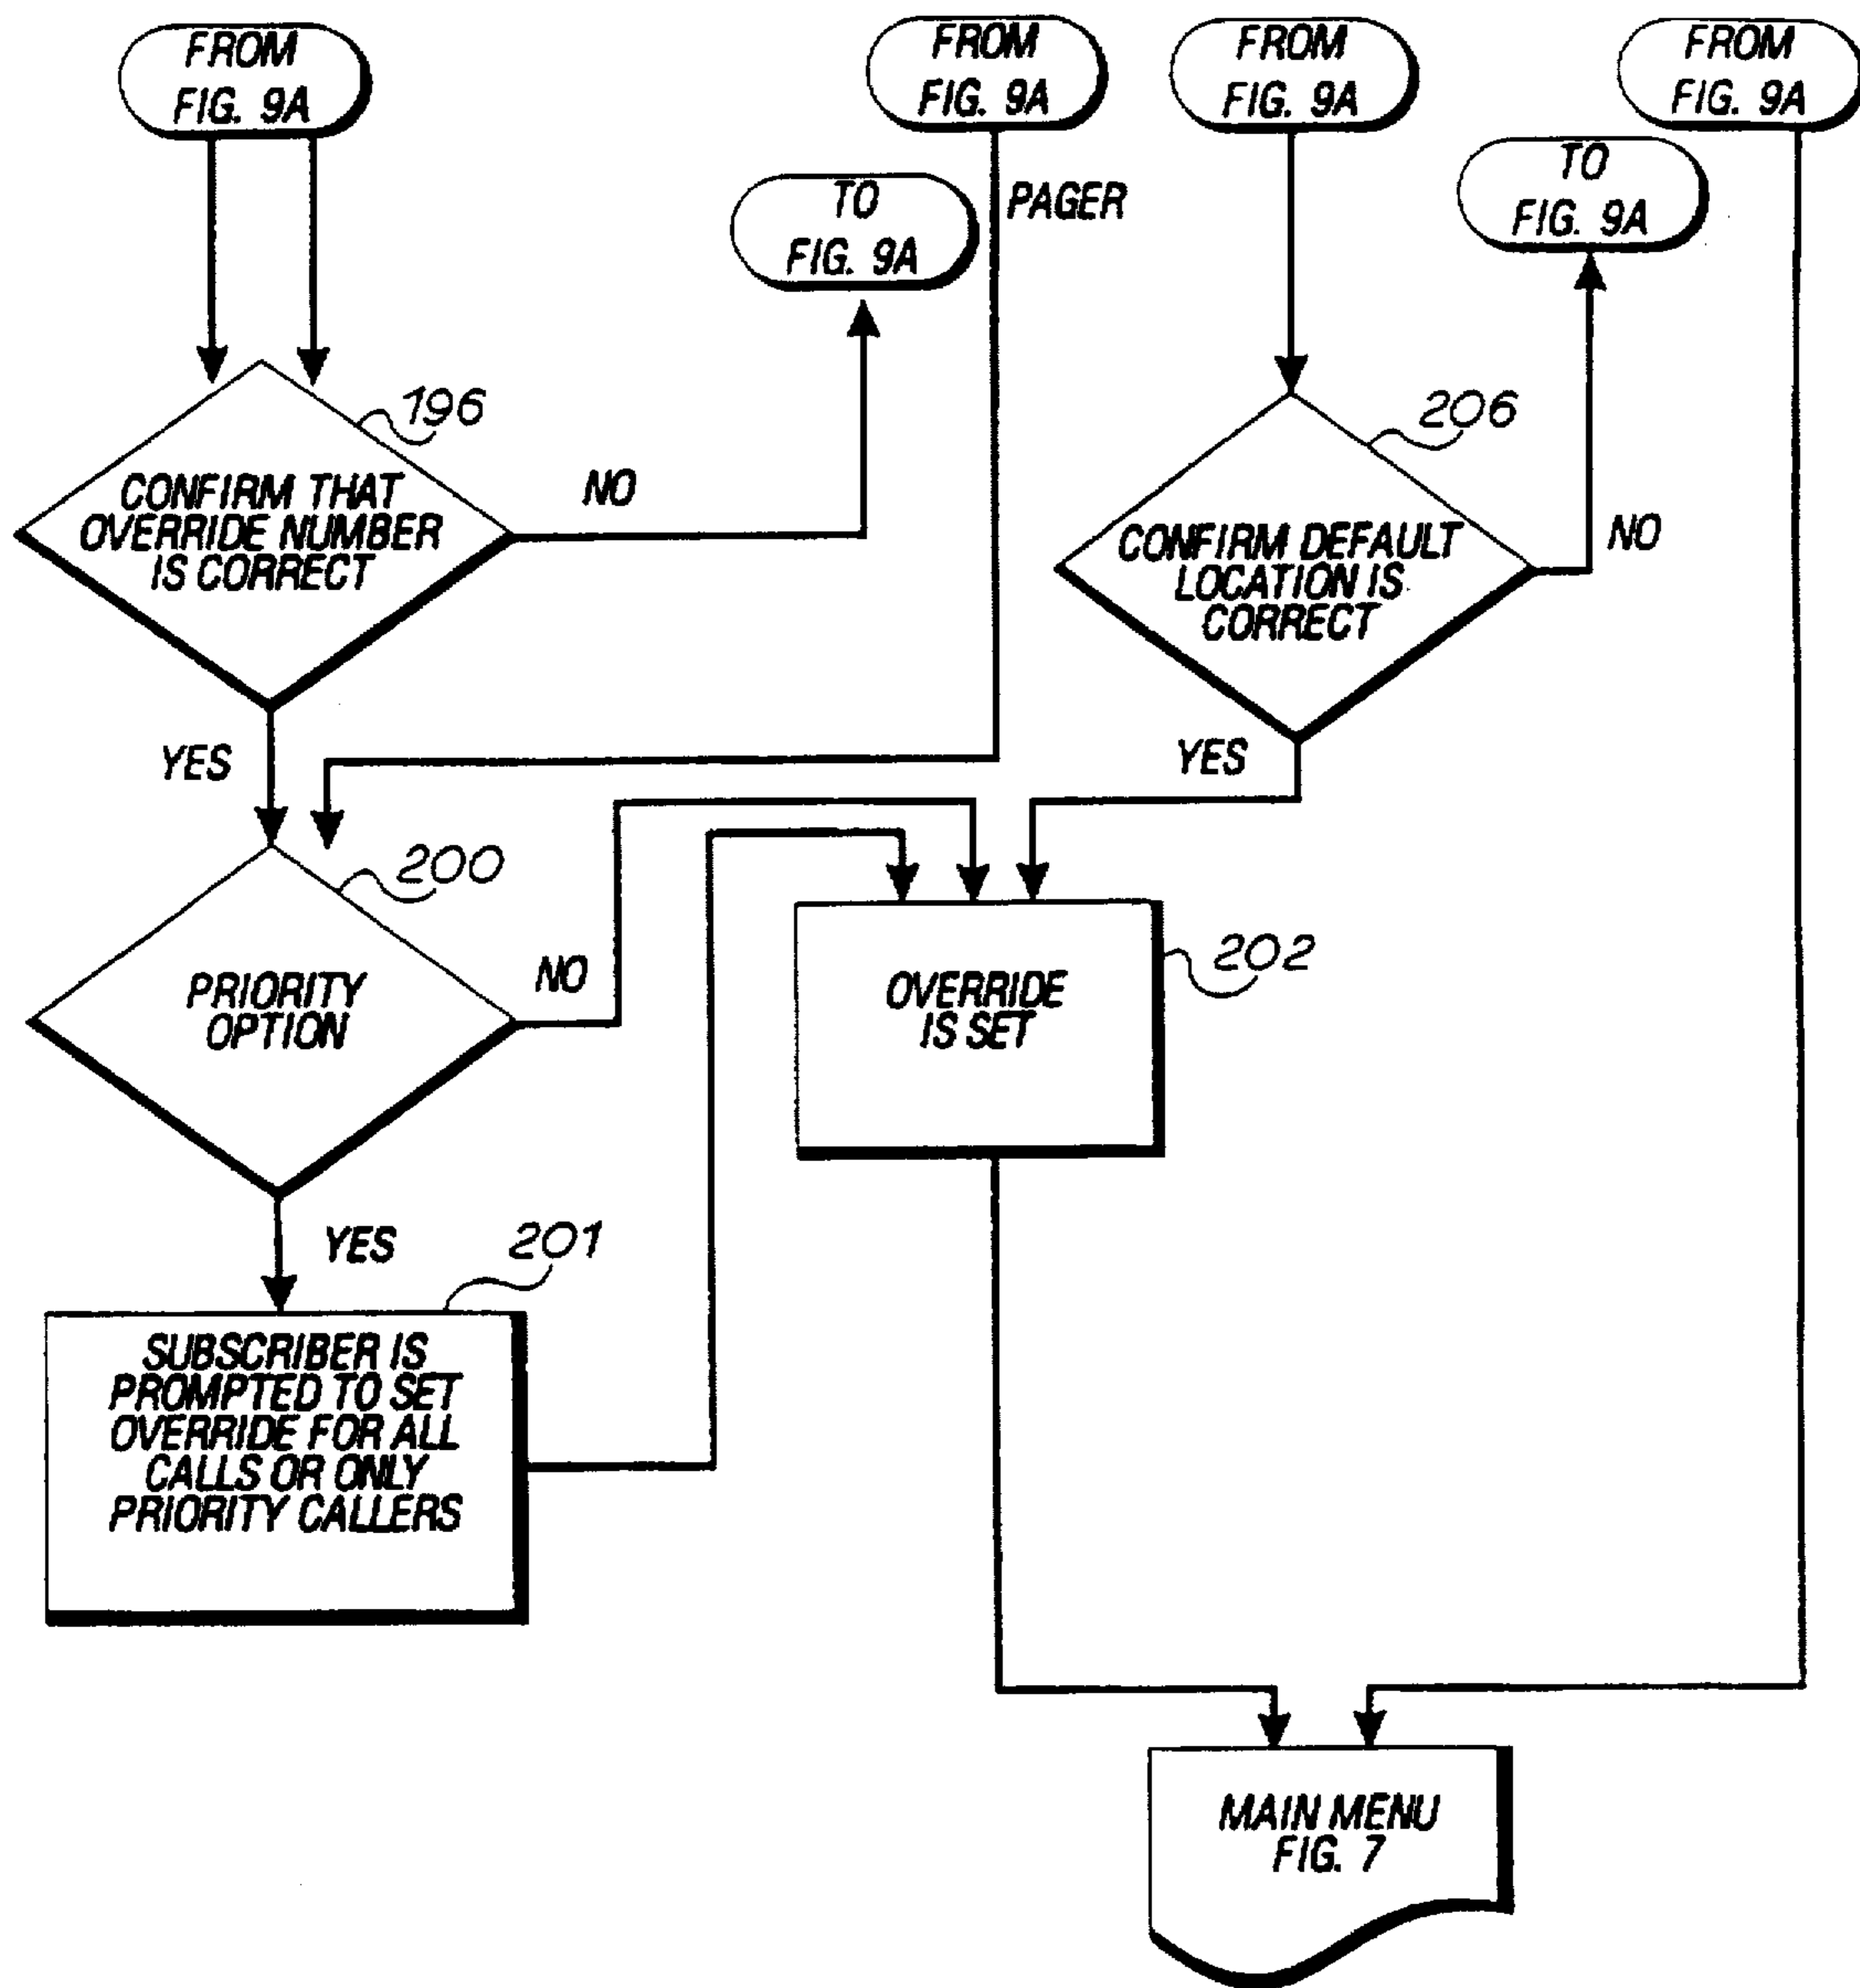 FROM
FIG. 9A
FROM
FIG. 9A
FROM
FIG. 9A
FROM
FIG. 9A
TO
FIG. 9A
PAGER
TO
FIG. 9A
196
CONFIRM THAT
OVERRIDE NUMBER
IS CORRECT
NO
206
CONFIRM DEFAULT
LOCATION IS
CORRECT
NO
YES
YES
200
PRIORITY
OPTION
NO
OVERRIDE
IS SET
202
YES
201
SUBSCRIBER IS
PROMPTED TO SET
OVERRIDE FOR ALL
CALLS OR ONLY
PRIORITY CALLERS
MAIN MENU
FIG. 7